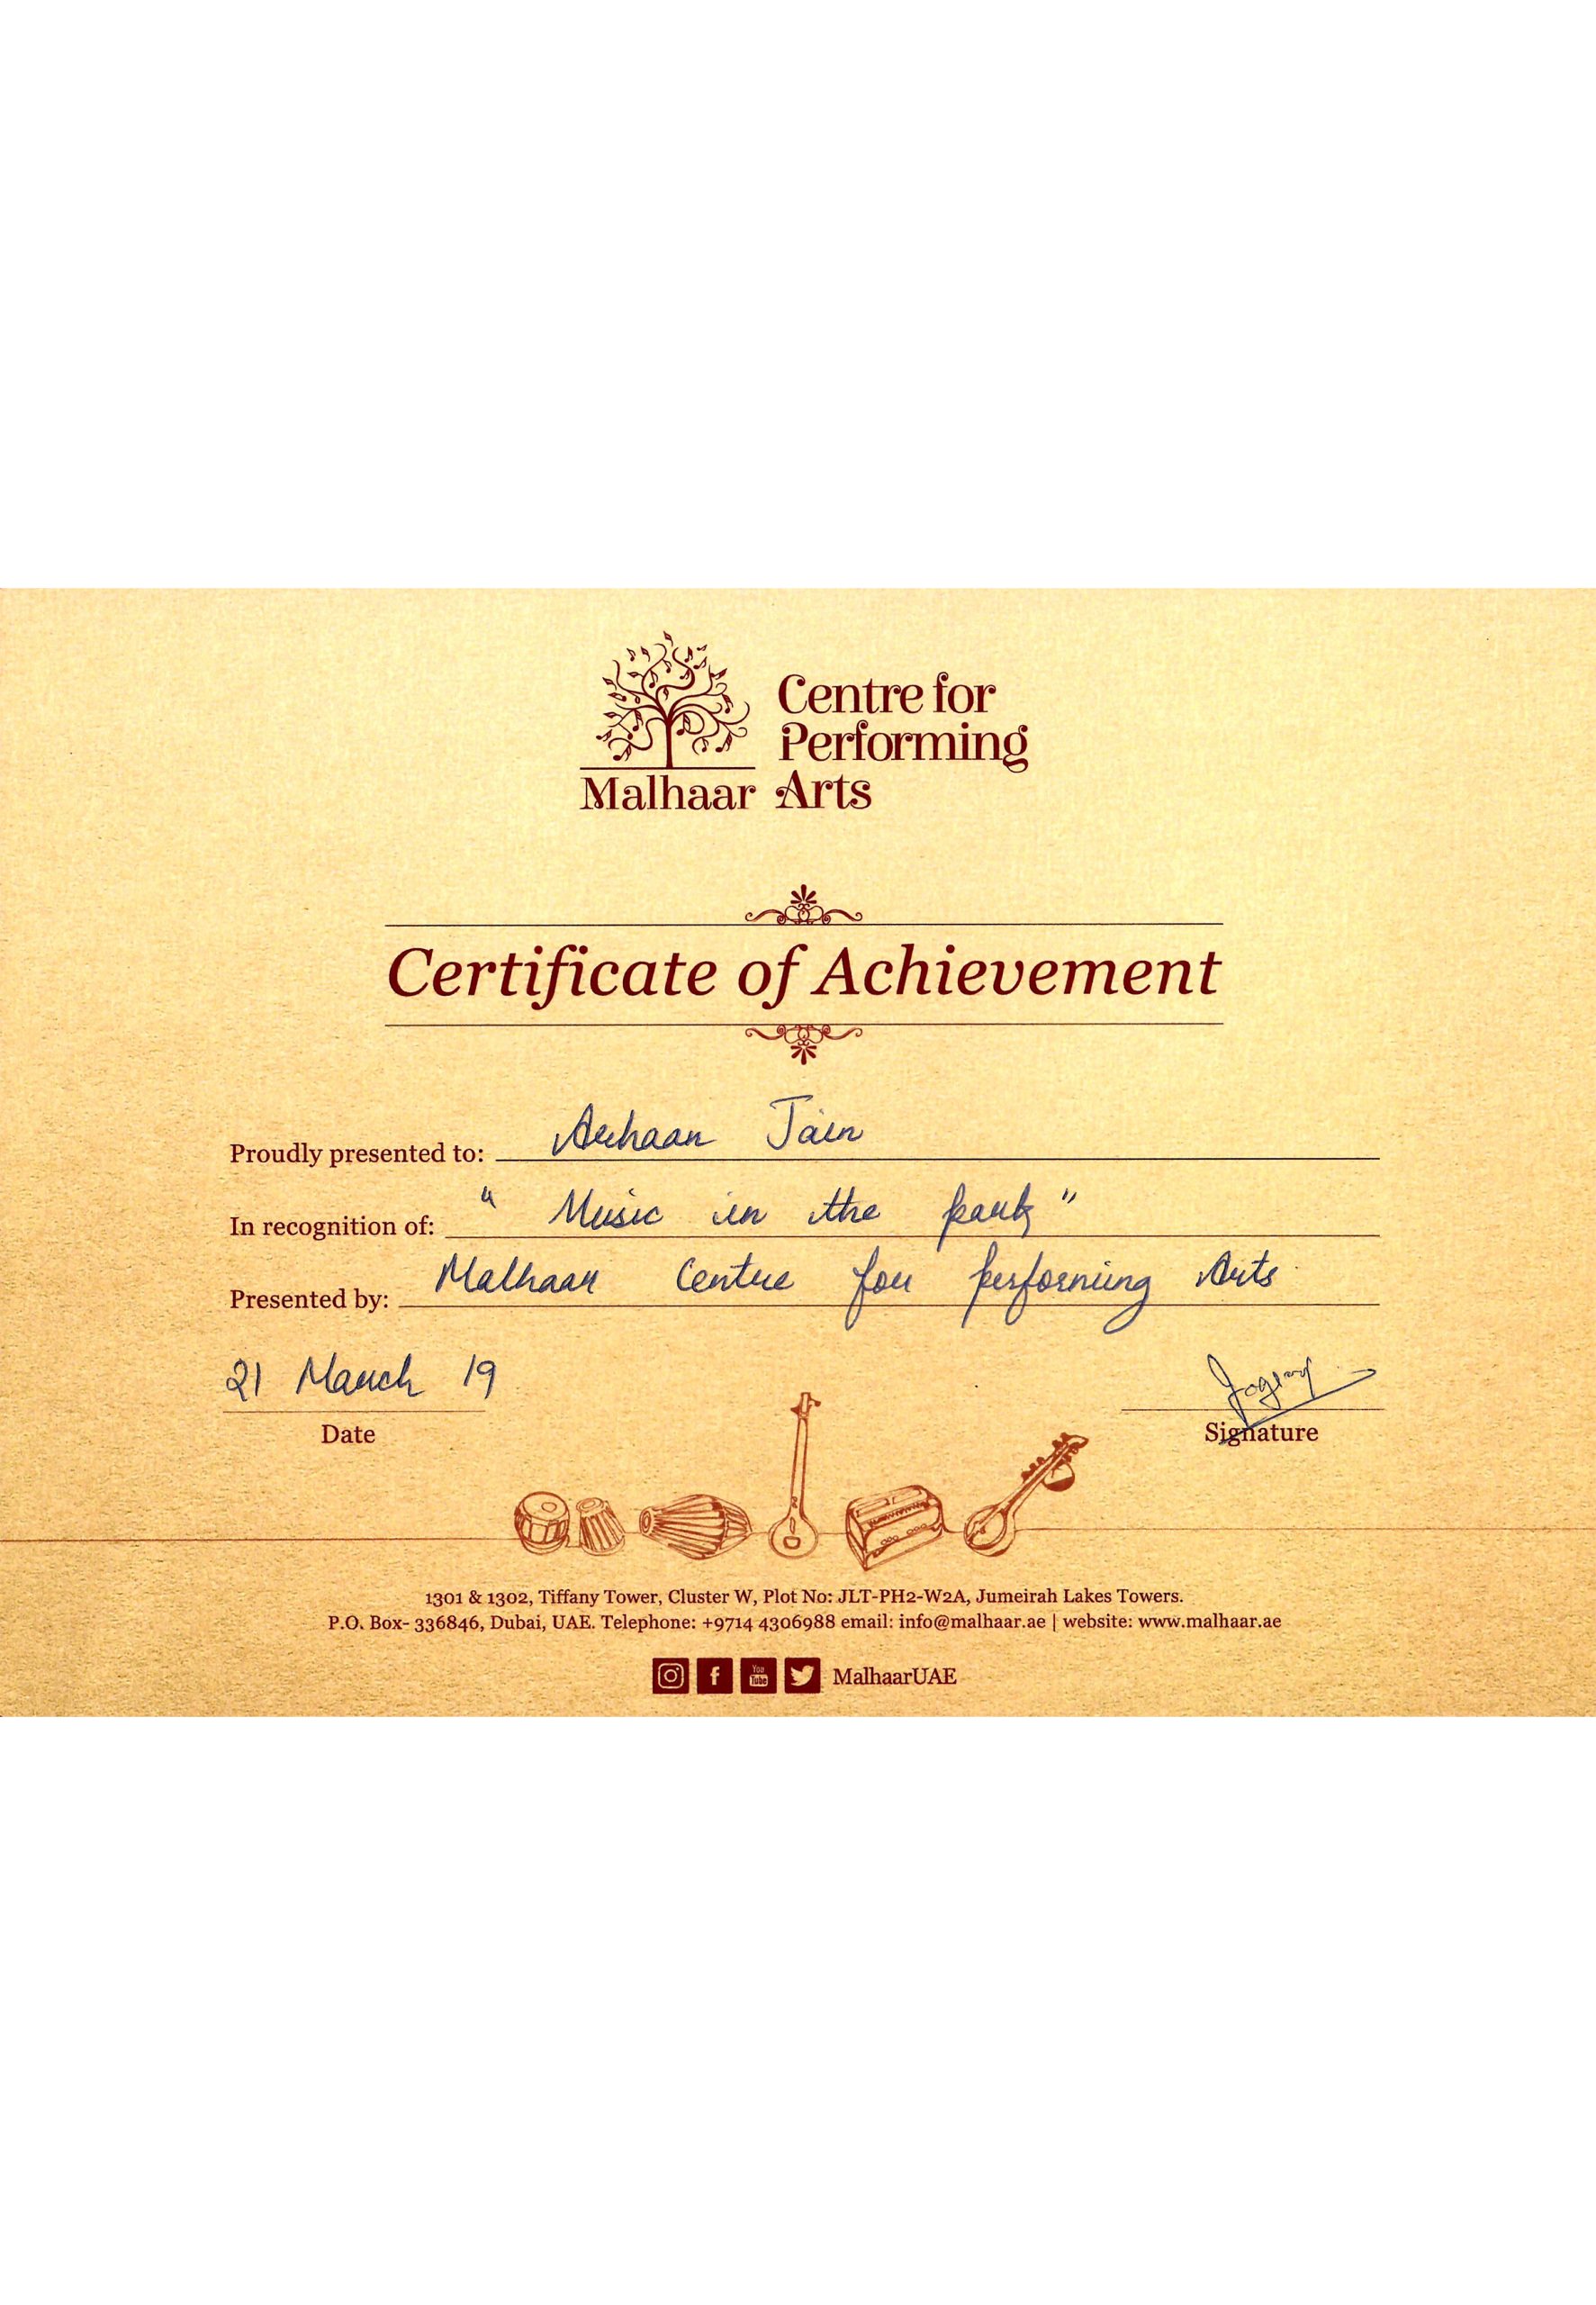 Centre for
Performing
Malhaar Arts
Certificate of Achievement
Proudly presented to: Arhaan Jain
In recognition of: "Music in the park"
Presented by: Malhaar Centre for performing Arts
21 March 19
Date
Signature
1301 & 1302, Tiffany Tower, Cluster W, Plot No: JLT-PH2-W2A, Jumeirah Lakes Towers.
P.O. Box- 336846, Dubai, UAE. Telephone: +9714 4306988 email: info@malhaar.ae | website: www.malhaar.ae
You Tube MalhaarUAE